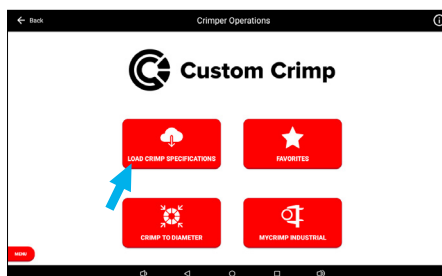 Back
Crimper Operations
Custom Crimp
LOAD CRIMP SPECIFICATIONS
FAVORITES
CRIMP TO DIAMETER
MYCRIMP INDUSTRIAL
MENU